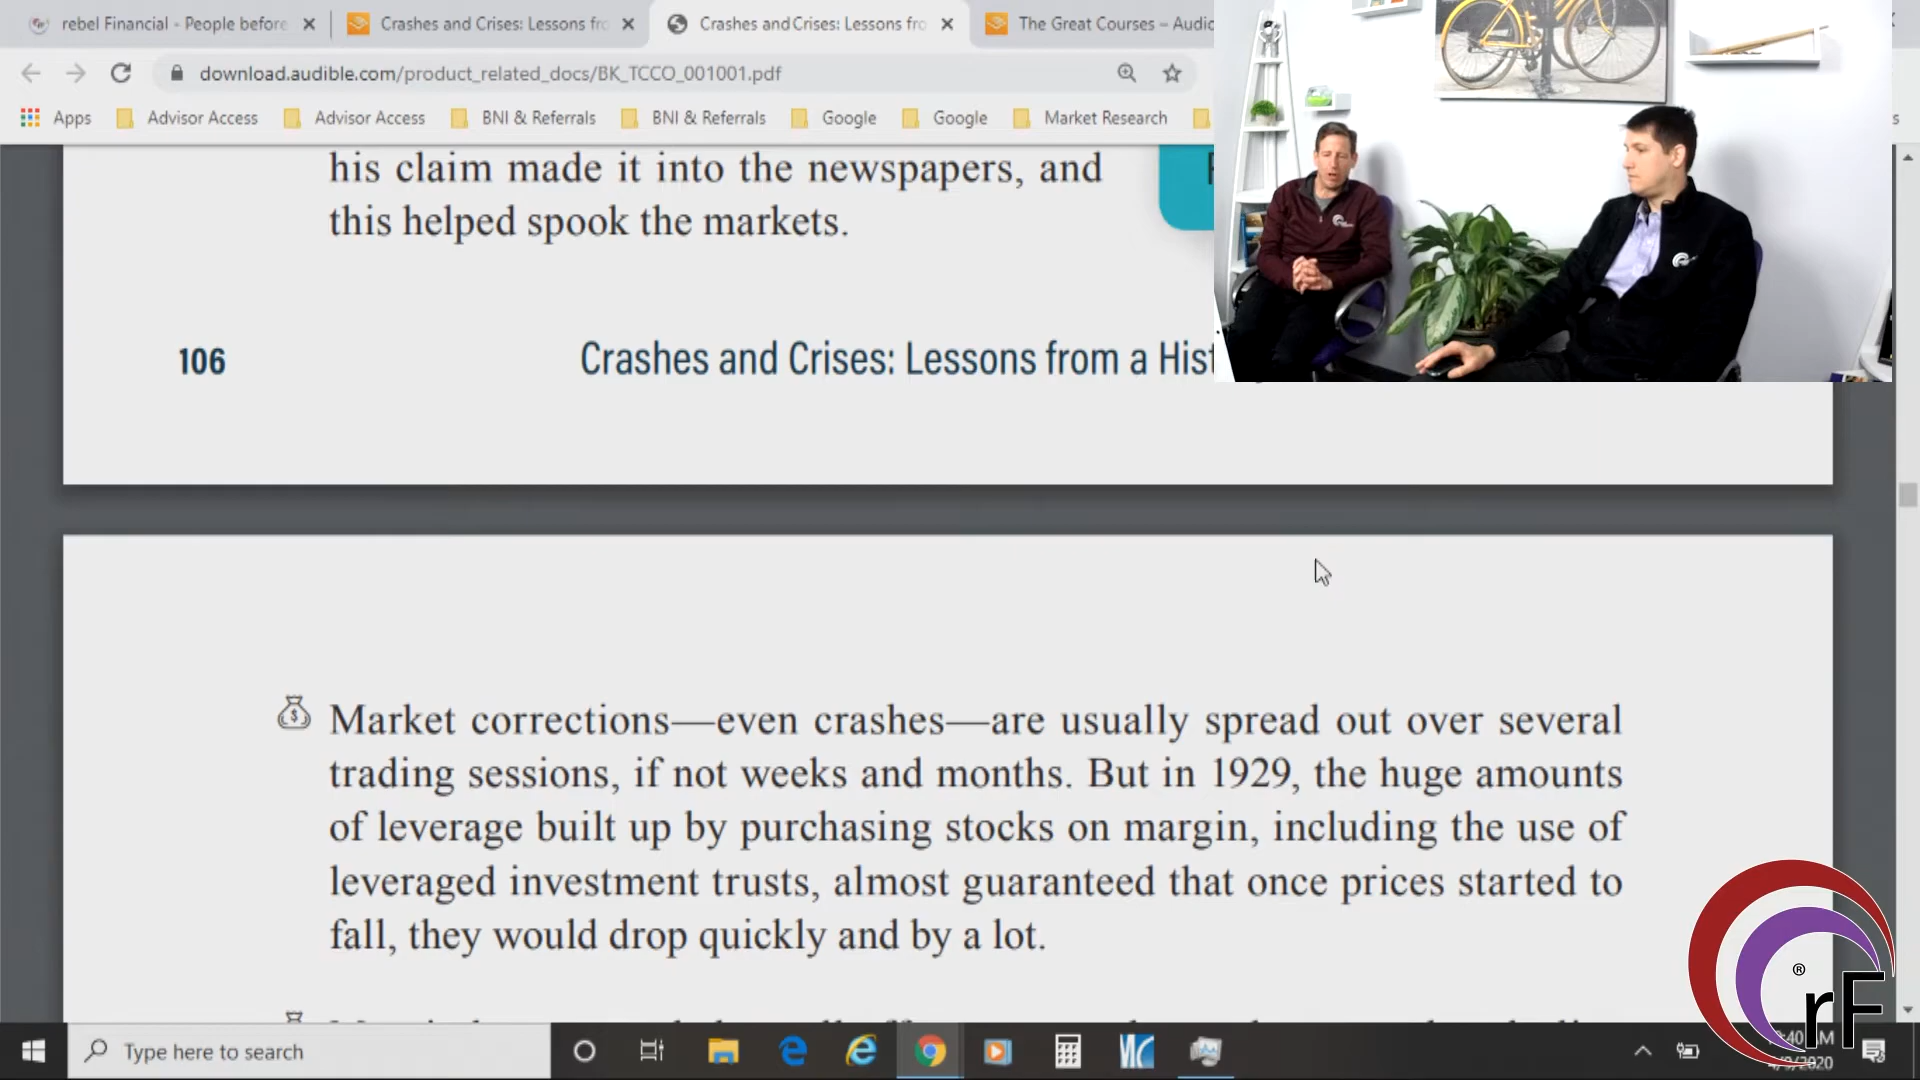 rebel Financial - People before
Crashes and Crises: Lessons fro
Crashes and Crises: Lessons fro
The Great Courses – Audio
download.audible.com/product_related_docs/BK_TCCO_001001.pdf
Apps
Advisor Access
Advisor Access
BNI & Referrals
BNI & Referrals
Google
Google
Market Research
his claim made it into the newspapers, and
this helped spook the markets.
106
Crashes and Crises: Lessons from a Hist
Market corrections—even crashes—are usually spread out over several
trading sessions, if not weeks and months. But in 1929, the huge amounts
of leverage built up by purchasing stocks on margin, including the use of
leveraged investment trusts, almost guaranteed that once prices started to
fall, they would drop quickly and by a lot.
® rF
Type here to search